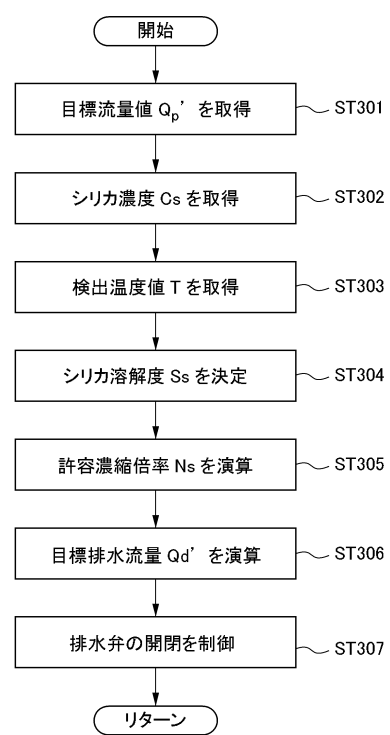 開始
目標流量値 Qp’ を取得
ST301
シリカ濃度 Cs を取得
ST302
検出温度値 T を取得
ST303
シリカ溶解度 Ss を決定
ST304
許容濃縮倍率 Ns を演算
ST305
目標排水流量 Qd’ を演算
ST306
排水弁の開閉を制御
ST307
リターン